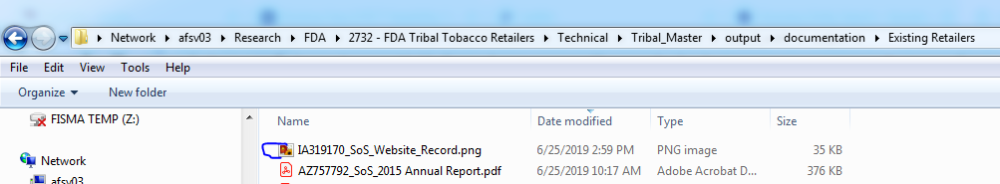 Network ▸ afsv03 ▸ Research ▸ FDA ▸ 2732 - FDA Tribal Tobacco Retailers ▸ Technical ▸ Tribal_Master ▸ output ▸ documentation ▸ Existing Retailers
File Edit View Tools Help
Organize ▾ New folder
FISMA TEMP (Z:)
Network
afsv03
Name Date modified Type Size
IA319170_SoS_Website_Record.png 6/25/2019 2:59 PM PNG image 35 KB
AZ757792_SoS_2015 Annual Report.pdf 6/25/2019 10:17 AM Adobe Acrobat D... 376 KB